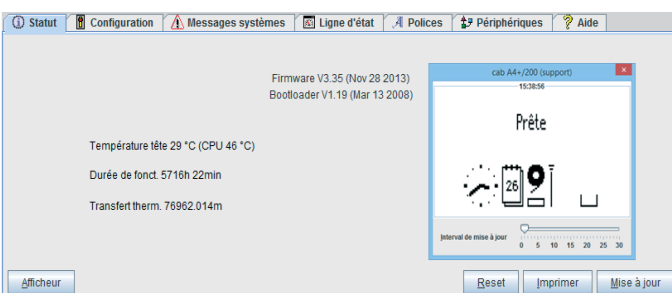 Statut Configuration Messages systèmes Ligne d'état Polices Périphériques Aide
Firmware V3.35 (Nov 28 2013)
Bootloader V1.19 (Mar 13 2008)
Température tête 29 °C (CPU 46 °C)
Durée de fonct. 5716h 22min
Transfert therm. 76962.014m
cab A4+/200 (support)
15:38:56
Prête
26
Interval de mise à jour
0 5 10 15 20 25 30
Afficheur Reset Imprimer Mise à jour